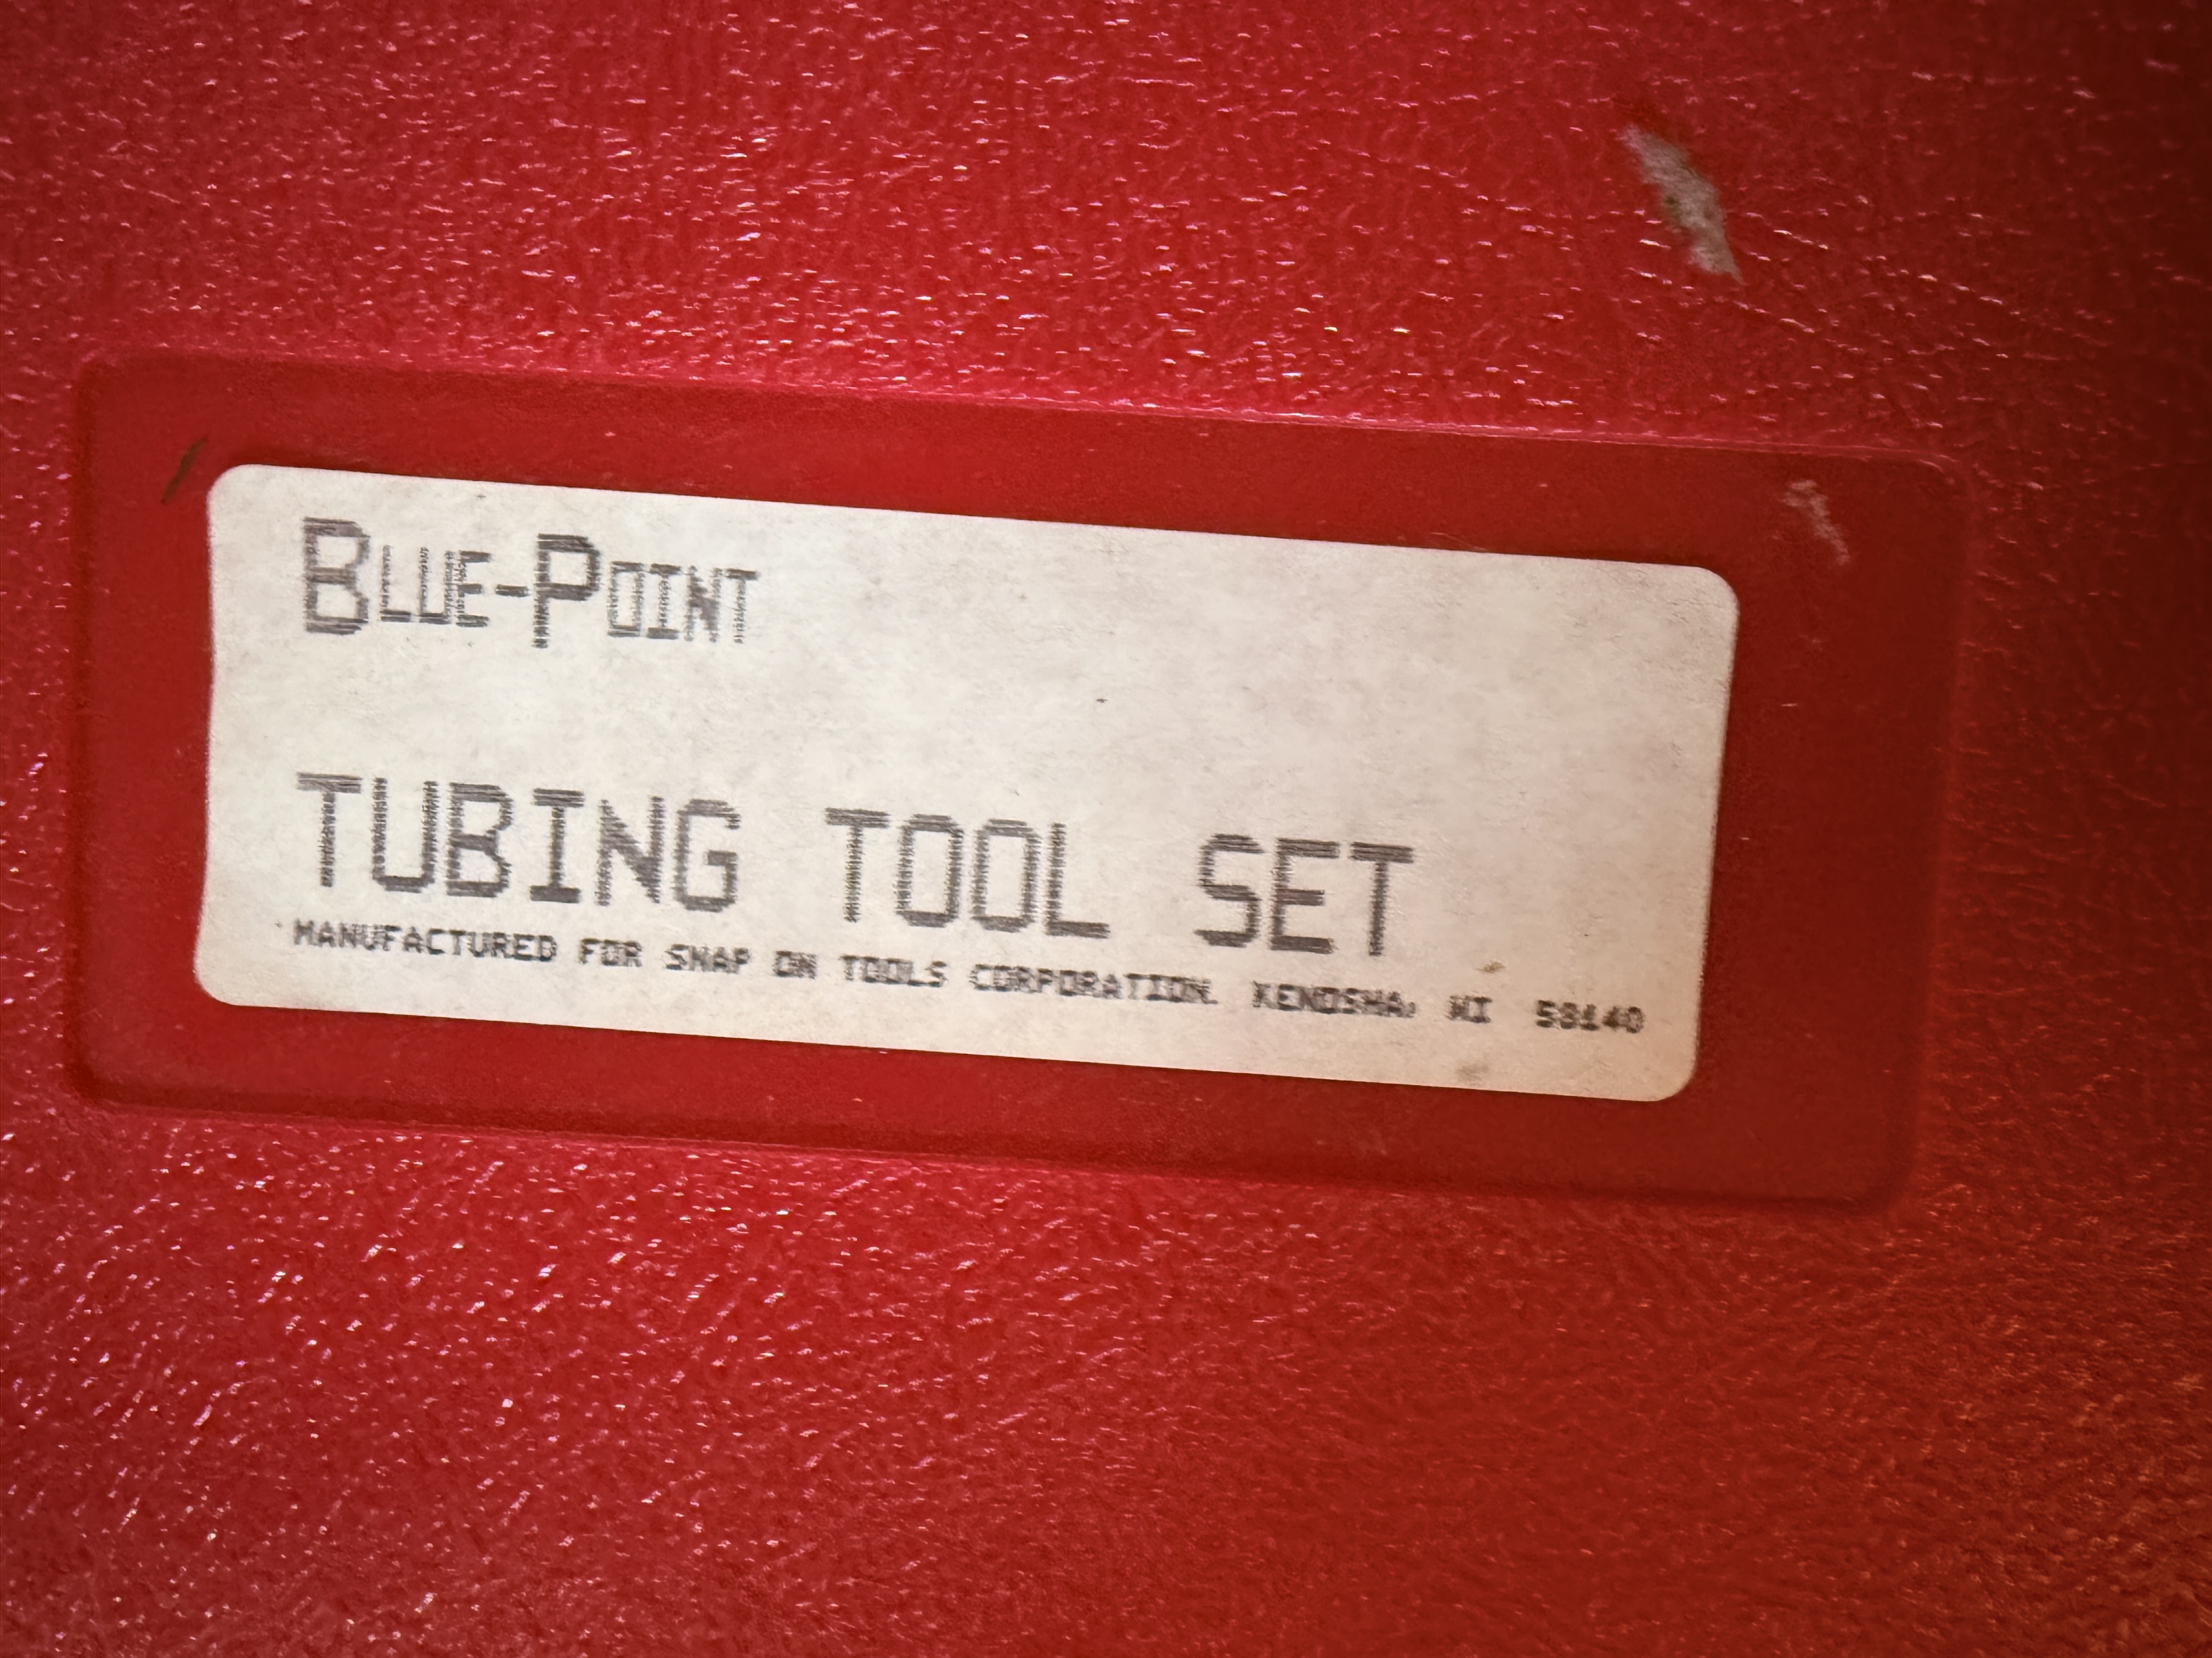 BLUE-POINT
TUBING TOOL SET
MANUFACTURED FOR SNAP ON TOOLS CORPORATION. KENOSHA, WI 53140